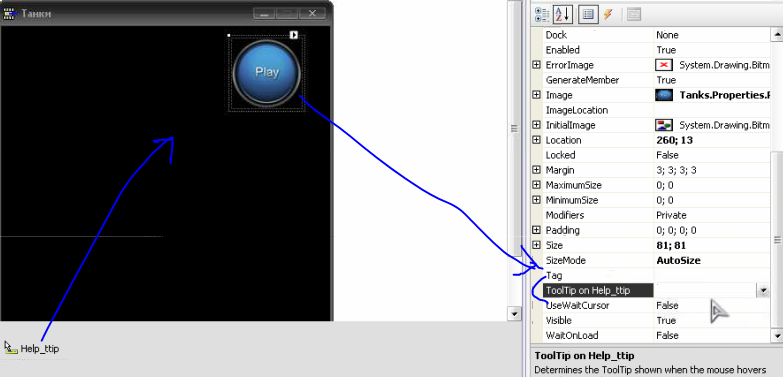 Танки
Play
Help_ttip
Dock None
Enabled True
ErrorImage System.Drawing.Bitm
GenerateMember True
Image Tanks.Properties.R
ImageLocation
InitialImage System.Drawing.Bitm
Location 260; 13
Locked False
Margin 3; 3; 3; 3
MaximumSize 0; 0
MinimumSize 0; 0
Modifiers Private
Padding 0; 0; 0; 0
Size 81; 81
SizeMode AutoSize
Tag
ToolTip on Help_ttip
UseWaitCursor False
Visible True
WaitOnLoad False
ToolTip on Help_ttip
Determines the ToolTip shown when the mouse hovers